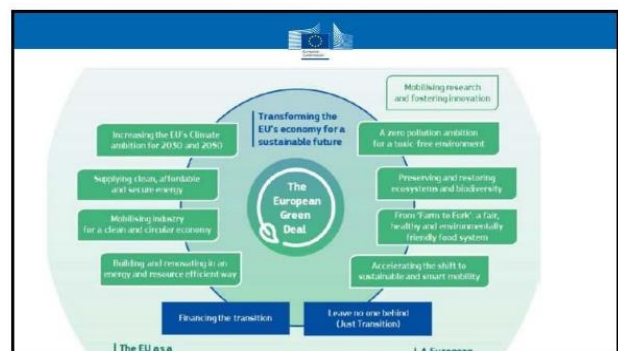 European
Commission
Mobilising research
and fostering innovation
Transforming the
EU's economy for a
sustainable future
Increasing the EU's Climate
ambition for 2030 and 2050
A zero pollution ambition
for a toxic-free environment
Supplying clean, affordable
and secure energy
The
European
Green
Deal
Preserving and restoring
ecosystems and biodiversity
Mobilising industry
for a clean and circular economy
From 'Farm to Fork': a fair,
healthy and environmentally
friendly food system
Building and renovating in an
energy and resource efficient way
Accelerating the shift to
sustainable and smart mobility
Financing the transition
Leave no one behind
(Just Transition)
The EU as a
A European